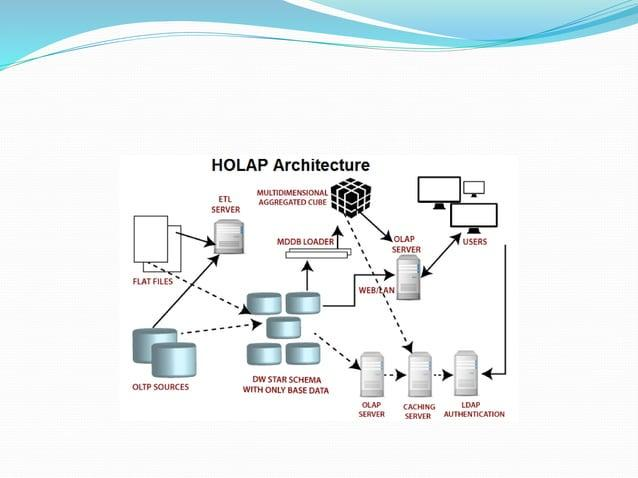 HOLAP Architecture
ETL
SERVER
MULTIDIMENSIONAL
AGGREGATED CUBE
MDDB LOADER
OLAP
SERVER
USERS
FLAT FILES
WEB/LAN
OLTP SOURCES
DW STAR SCHEMA
WITH ONLY BASE DATA
OLAP
SERVER
CACHING
SERVER
LDAP
AUTHENTICATION